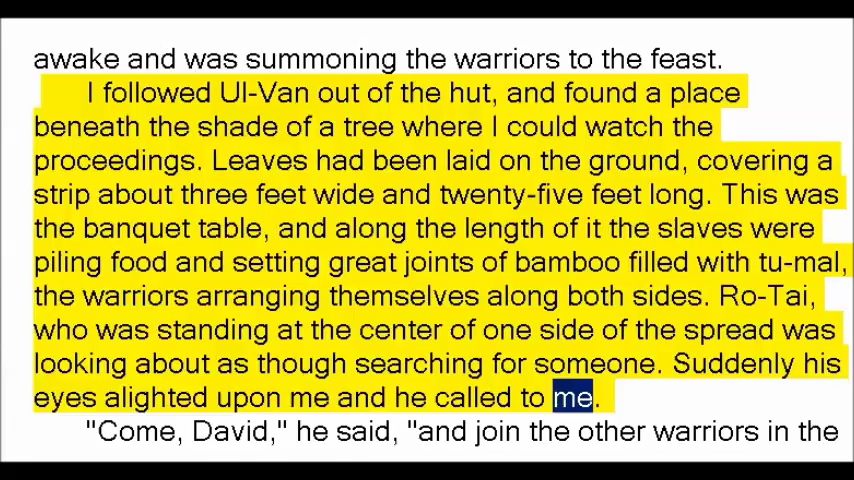 awake and was summoning the warriors to the feast.
I followed Ul-Van out of the hut, and found a place
beneath the shade of a tree where I could watch the
proceedings. Leaves had been laid on the ground, covering a
strip about three feet wide and twenty-five feet long. This was
the banquet table, and along the length of it the slaves were
piling food and setting great joints of bamboo filled with tu-mal,
the warriors arranging themselves along both sides. Ro-Tai,
who was standing at the center of one side of the spread was
looking about as though searching for someone. Suddenly his
eyes alighted upon me and he called to me.
"Come, David," he said, "and join the other warriors in the